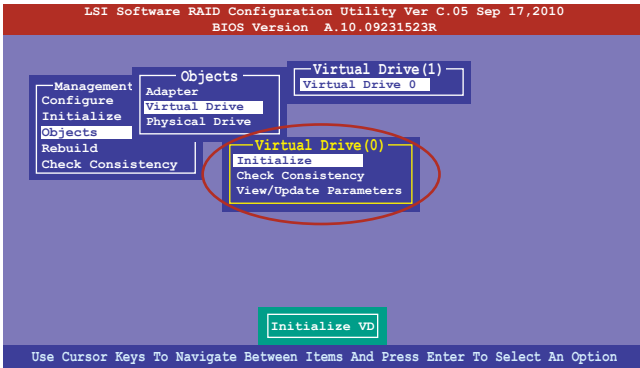 LSI Software RAID Configuration Utility Ver C.05 Sep 17,2010
BIOS Version A.10.09231523R
Management
Configure
Initialize
Objects
Rebuild
Check Consistency
Objects
Adapter
Virtual Drive
Physical Drive
Virtual Drive(1)
Virtual Drive 0
Virtual Drive(0)
Initialize
Check Consistency
View/Update Parameters
Initialize VD
Use Cursor Keys To Navigate Between Items And Press Enter To Select An Option